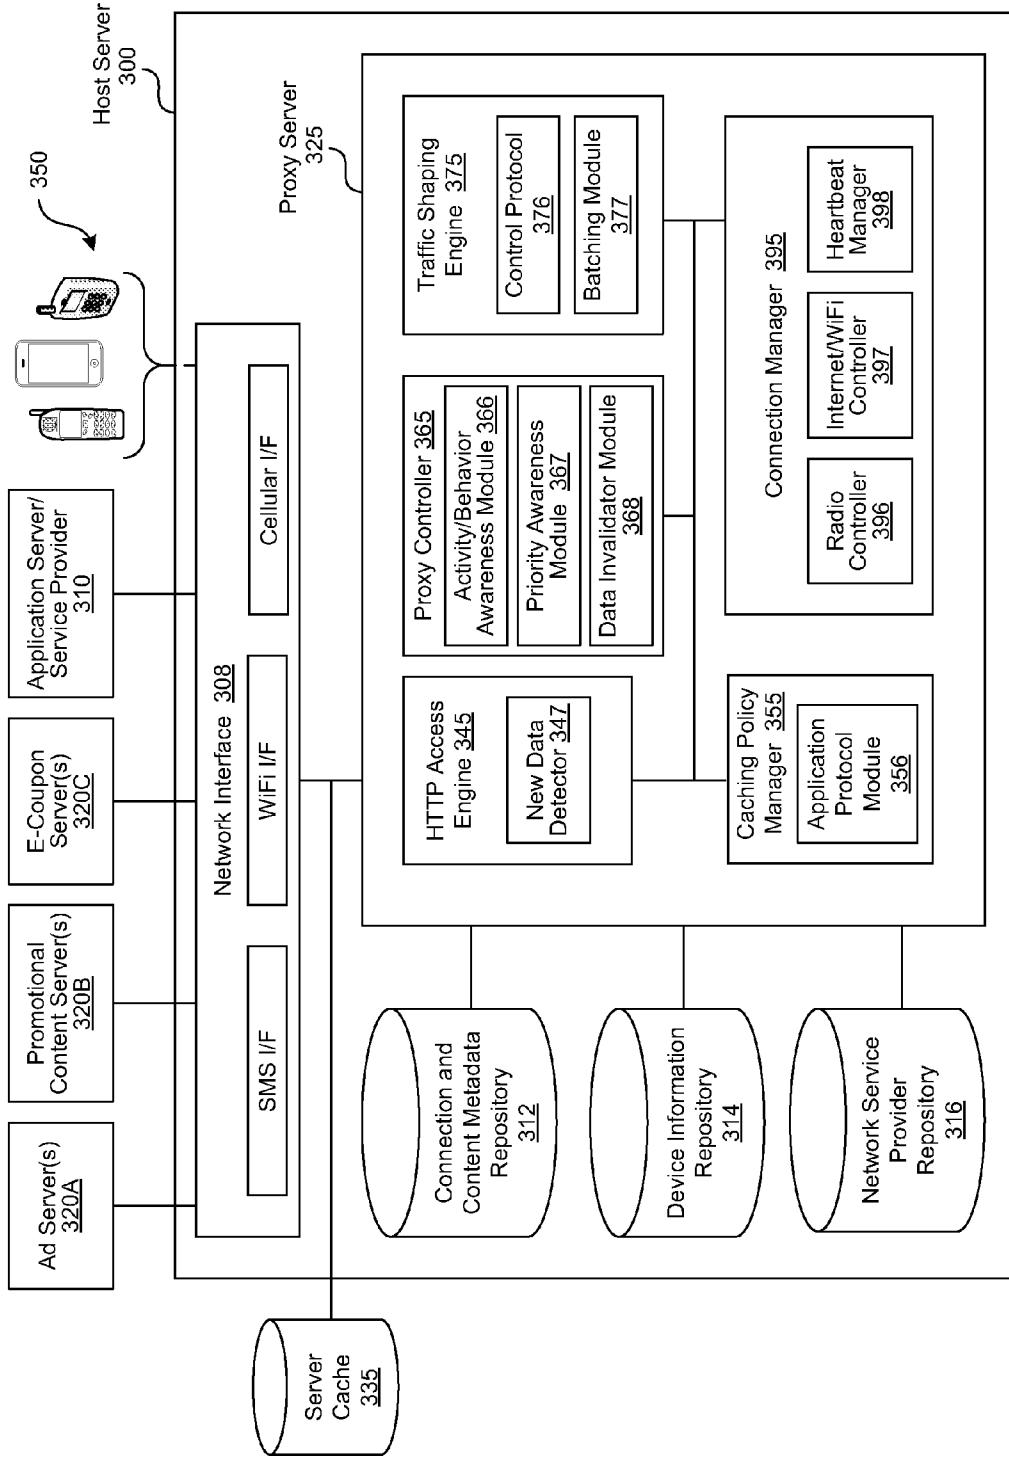 350
Host Server
300
Ad Server(s)
320A
Promotional
Content Server(s)
320B
E-Coupon
Server(s)
320C
Application Server/
Service Provider
310
Network Interface 308
SMS I/F
WiFi I/F
Cellular I/F
Server
Cache
335
Proxy Server
325
Connection and
Content Metadata
Repository
312
Device Information
Repository
314
Network Service
Provider
Repository
316
HTTP Access
Engine 345
New Data
Detector 347
Proxy Controller 365
Activity/Behavior
Awareness Module 366
Priority Awareness
Module 367
Data Invalidator Module
368
Traffic Shaping
Engine 375
Control Protocol
376
Batching Module
377
Caching Policy
Manager 355
Application
Protocol
Module
356
Connection Manager 395
Radio
Controller
396
Internet/WiFi
Controller
397
Heartbeat
Manager
398